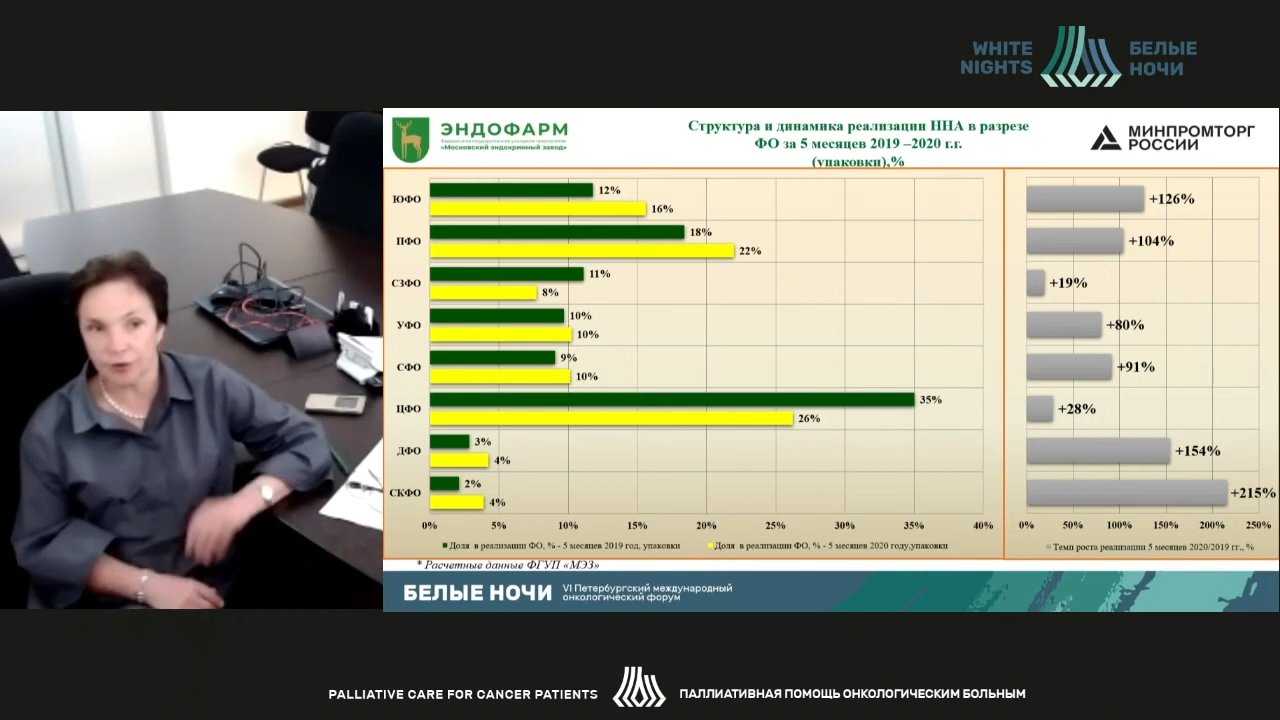 WHITE
NIGHTS
БЕЛЫЕ
НОЧИ
ЭНДОФАРМ
«Московский эндокринный завод»
Структура и динамика реализации ННА в разрезе
ФО за 5 месяцев 2019 –2020 г.г.
(упаковки),%
МИНПРОМТОРГ
РОССИИ
ЮФО
12%
16%
+126%
ПФО
18%
22%
+104%
СЗФО
11%
8%
+19%
УФО
10%
10%
+80%
СФО
9%
10%
+91%
ЦФО
35%
26%
+28%
ДФО
3%
4%
+154%
СКФО
2%
4%
+215%
0% 5% 10% 15% 20% 25% 30% 35% 40%
0% 50% 100% 150% 200% 250%
Доля в реализации ФО, % - 5 месяцев 2019 год, упаковки
Доля в реализации ФО, % - 5 месяцев 2020 году,упаковки
Темп роста реализации 5 месяцев 2020/2019 гг., %
* Расчетные данные ФГУП «МЭЗ»
БЕЛЫЕ НОЧИ
VI Петербургский международный
онкологический форум
PALLIATIVE CARE FOR CANCER PATIENTS
ПАЛЛИАТИВНАЯ ПОМОЩЬ ОНКОЛОГИЧЕСКИМ БОЛЬНЫМ